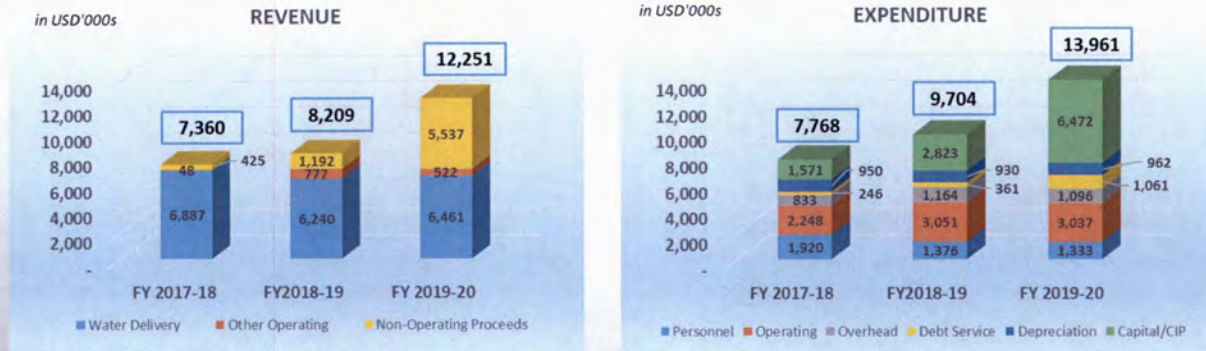 in USD'000s
REVENUE
12,251
14,000
12,000
10,000
8,000
6,000
4,000
2,000
-
7,360
8,209
48
425
6,887
1,192
777
6,240
5,537
522
6,461
FY 2017-18
FY2018-19
FY 2019-20
Water Delivery
Other Operating
Non-Operating Proceeds
in USD'000s
EXPENDITURE
13,961
14,000
12,000
10,000
8,000
6,000
4,000
2,000
-
7,768
9,704
1,571
950
246
833
2,248
1,920
2,823
930
361
1,164
3,051
1,376
6,472
962
1,061
1,096
3,037
1,333
FY 2017-18
FY 2018-19
FY 2019-20
Personnel
Operating
Overhead
Debt Service
Depreciation
Capital/CIP